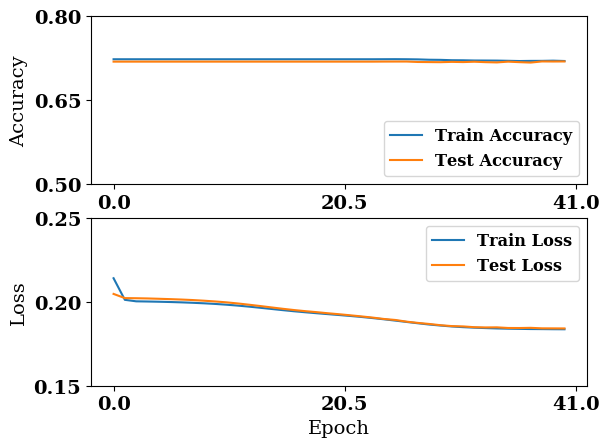 0.80
0.65
0.50
Accuracy
Train Accuracy
Test Accuracy
0.0 20.5 41.0
0.25
0.20
0.15
Loss
Train Loss
Test Loss
0.0 20.5 41.0
Epoch